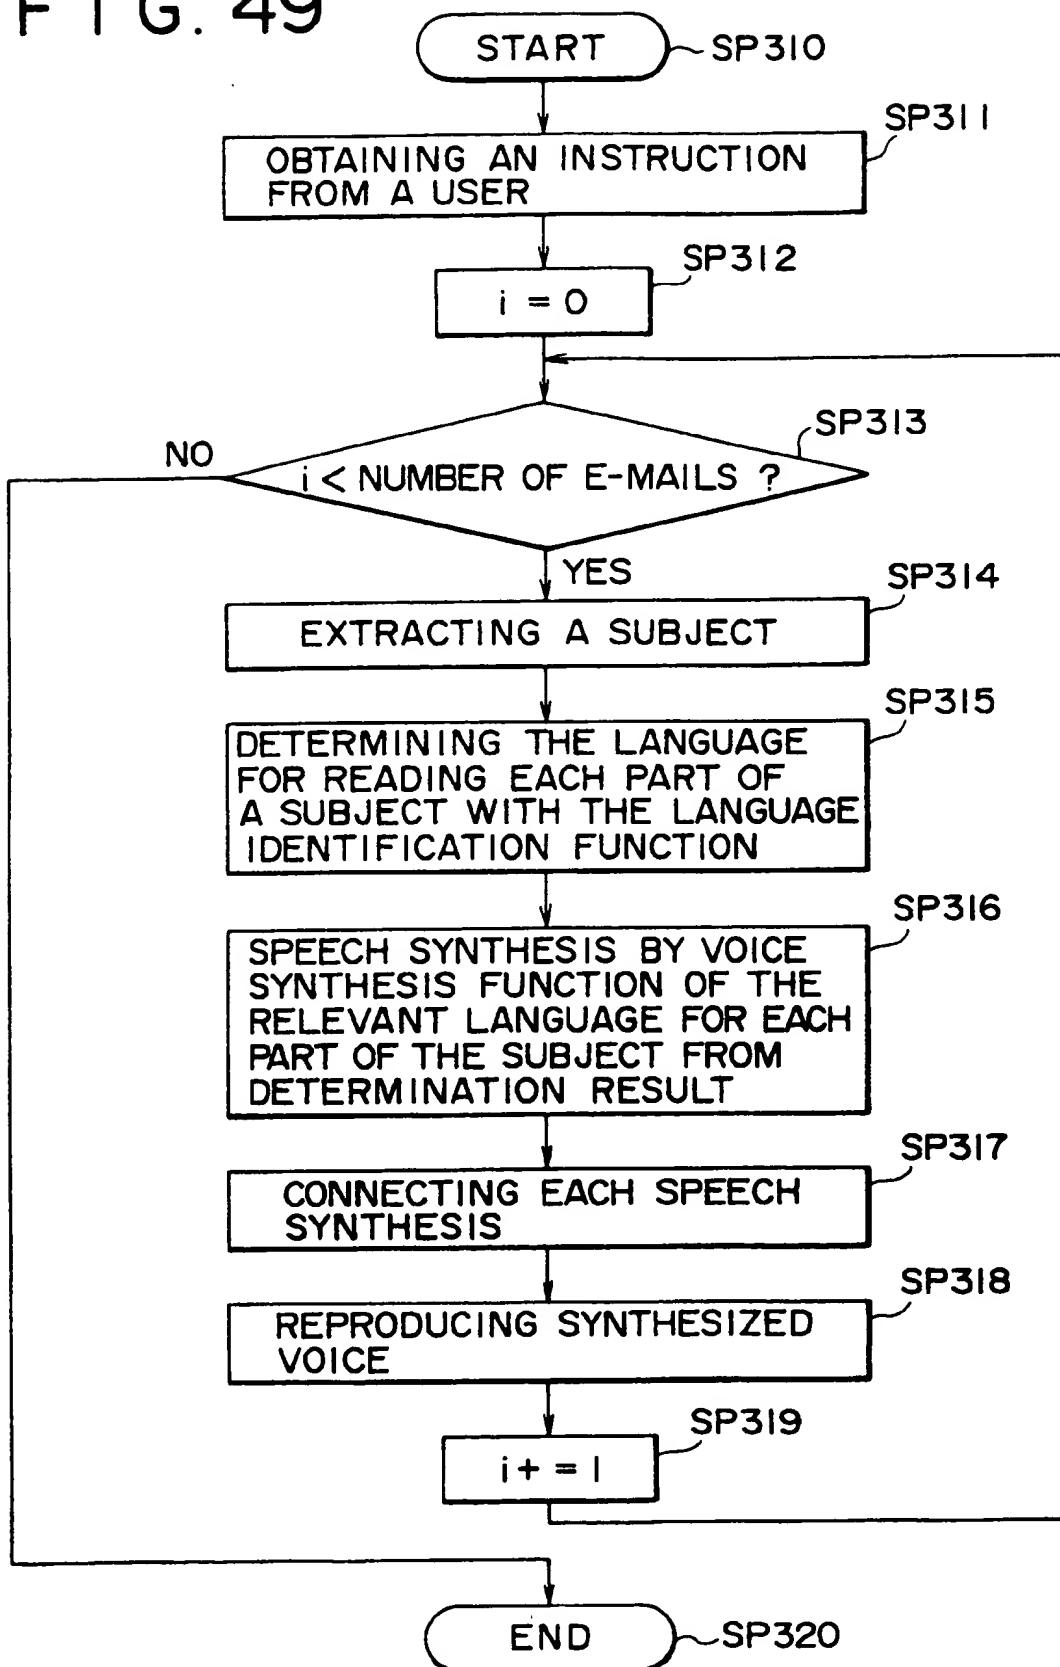 FIG. 49
START
SP310
SP311
OBTAINING AN INSTRUCTION
FROM A USER
SP312
i = 0
SP313
NO
i < NUMBER OF E-MAILS ?
YES
SP314
EXTRACTING A SUBJECT
SP315
DETERMINING THE LANGUAGE
FOR READING EACH PART OF
A SUBJECT WITH THE LANGUAGE
IDENTIFICATION FUNCTION
SP316
SPEECH SYNTHESIS BY VOICE
SYNTHESIS FUNCTION OF THE
RELEVANT LANGUAGE FOR EACH
PART OF THE SUBJECT FROM
DETERMINATION RESULT
SP317
CONNECTING EACH SPEECH
SYNTHESIS
SP318
REPRODUCING SYNTHESIZED
VOICE
SP319
i+ = 1
END
SP320